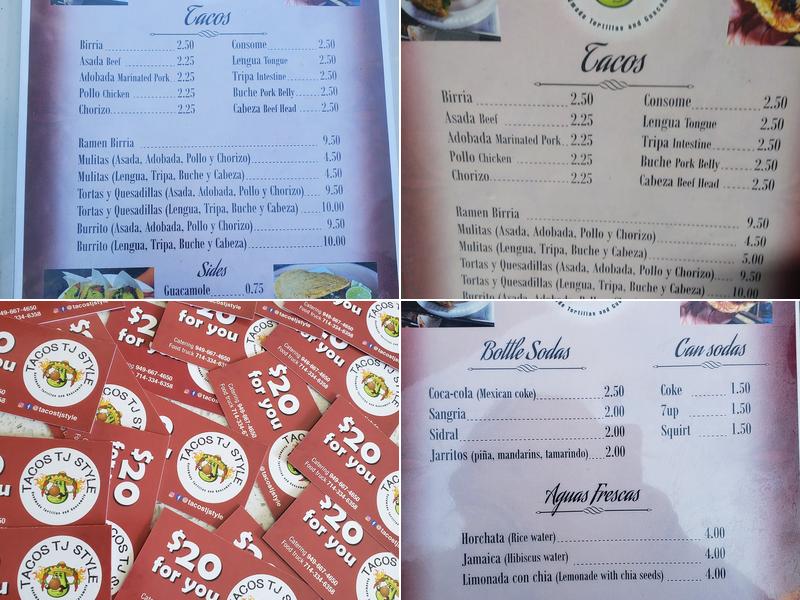 Tacos
Birria 2.50
Asada Beef 2.25
Adobada Marinated Pork 2.25
Pollo Chicken 2.25
Chorizo 2.25
Consome 2.50
Lengua Tongue 2.50
Tripa Intestine 2.50
Buche Pork Belly 2.50
Cabeza Beef Head 2.50
Ramen Birria 9.50
Mulitas (Asada, Adobada, Pollo y Chorizo) 4.50
Mulitas (Lengua, Tripa, Buche y Cabeza) 4.50
Tortas y Quesadillas (Asada, Adobada, Pollo y Chorizo) 9.50
Tortas y Quesadillas (Lengua, Tripa, Buche y Cabeza) 10.00
Burrito (Asada, Adobada, Pollo y Chorizo) 9.50
Burrito (Lengua, Tripa, Buche y Cabeza) 10.00
Sides
Guacamole 0.75
Tacos
Birria 2.50
Asada Beef 2.25
Adobada Marinated Pork 2.25
Pollo Chicken 2.25
Chorizo 2.25
Consome 2.50
Lengua Tongue 2.50
Tripa Intestine 2.50
Buche Pork Belly 2.50
Cabeza Beef Head 2.50
Ramen Birria 9.50
Mulitas (Asada, Adobada, Pollo y Chorizo) 4.50
Mulitas (Lengua, Tripa, Buche y Cabeza) 5.00
Tortas y Quesadillas (Asada, Adobada, Pollo y Chorizo) 9.50
Tortas y Quesadillas (Lengua, Tripa, Buche y Cabeza) 10.00
TACOS TJ STYLE
@tacostjstyle
$20
for you
Catering 949-667-4650
Food truck 714-334-6358
Bottle Sodas
Coca-cola (Mexican coke) 2.50
Sangria 2.00
Sidral 2.00
Jarritos (piña, mandarins, tamarindo) 2.00
Can sodas
Coke 1.50
7up 1.50
Squirt 1.50
Aguas Frescas
Horchata (Rice water) 4.00
Jamaica (Hibiscus water) 4.00
Limonada con chia (Lemonade with chia seeds) 4.00